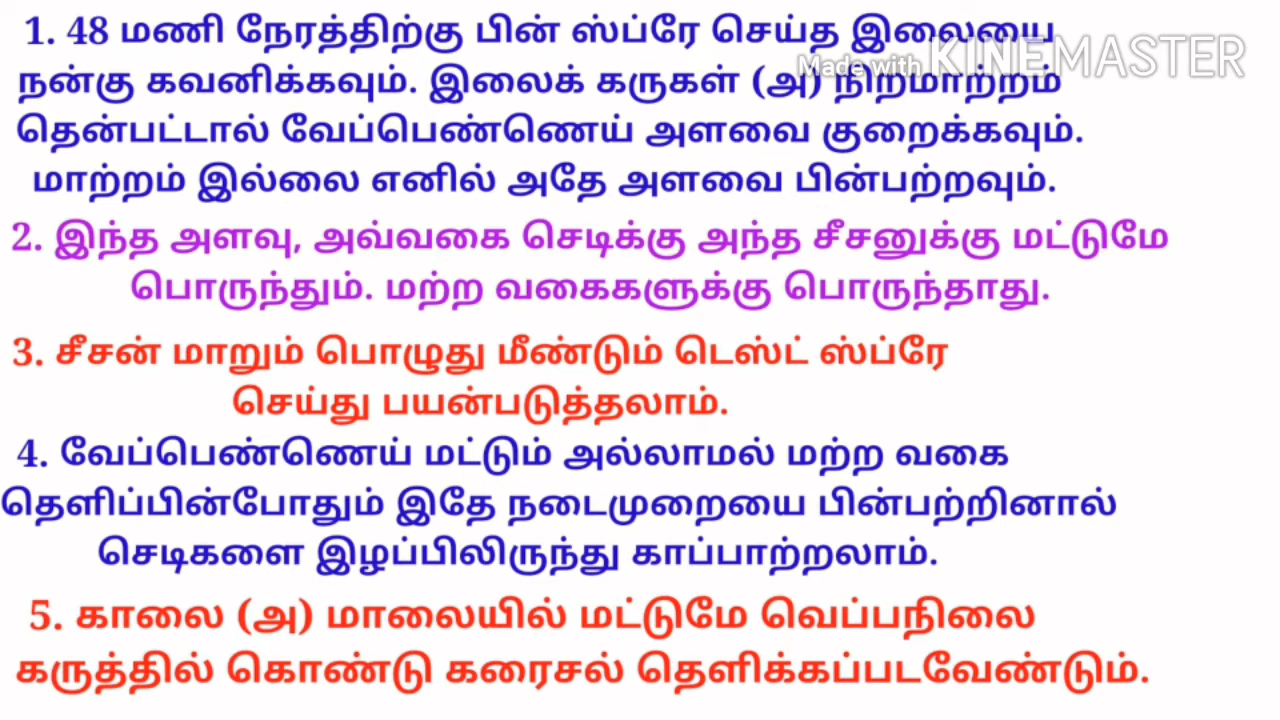 1. 48 மணி நேரத்திற்கு பின் ஸ்ப்ரே செய்த இலையை
Made with KINEMASTER
நன்கு கவனிக்கவும். இலைக் கருகள் (அ) நிறமாற்றம்
தென்பட்டால் வேப்பெண்ணெய் அளவை குறைக்கவும்.
மாற்றம் இல்லை எனில் அதே அளவை பின்பற்றவும்.
2. இந்த அளவு, அவ்வகை செடிக்கு அந்த சீசனுக்கு மட்டுமே
பொருந்தும். மற்ற வகைகளுக்கு பொருந்தாது.
3. சீசன் மாறும் பொழுது மீண்டும் டெஸ்ட் ஸ்ப்ரே
செய்து பயன்படுத்தலாம்.
4. வேப்பெண்ணெய் மட்டும் அல்லாமல் மற்ற வகை
தெளிப்பின்போதும் இதே நடைமுறையை பின்பற்றினால்
செடிகளை இழப்பிலிருந்து காப்பாற்றலாம்.
5. காலை (அ) மாலையில் மட்டுமே வெப்பநிலை
கருத்தில் கொண்டு கரைசல் தெளிக்கப்படவேண்டும்.